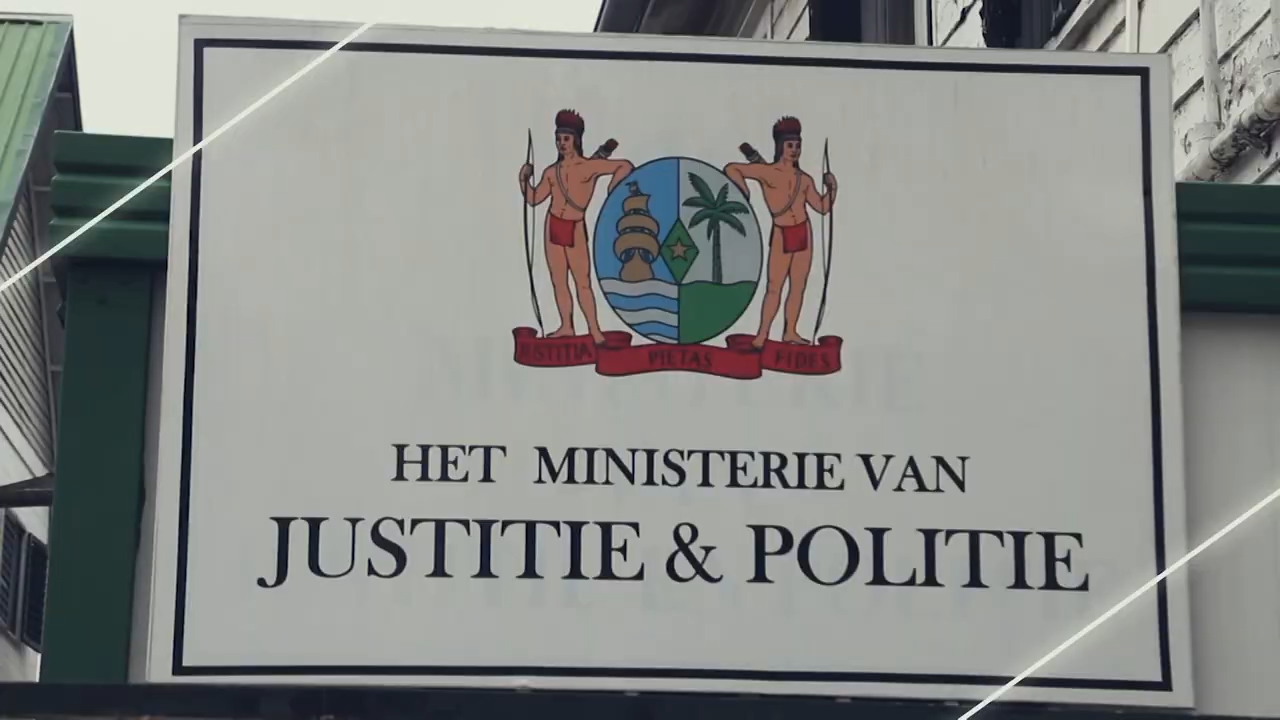 JUSTITIA PIETAS FIDES
HET MINISTERIE VAN
JUSTITIE & POLITIE